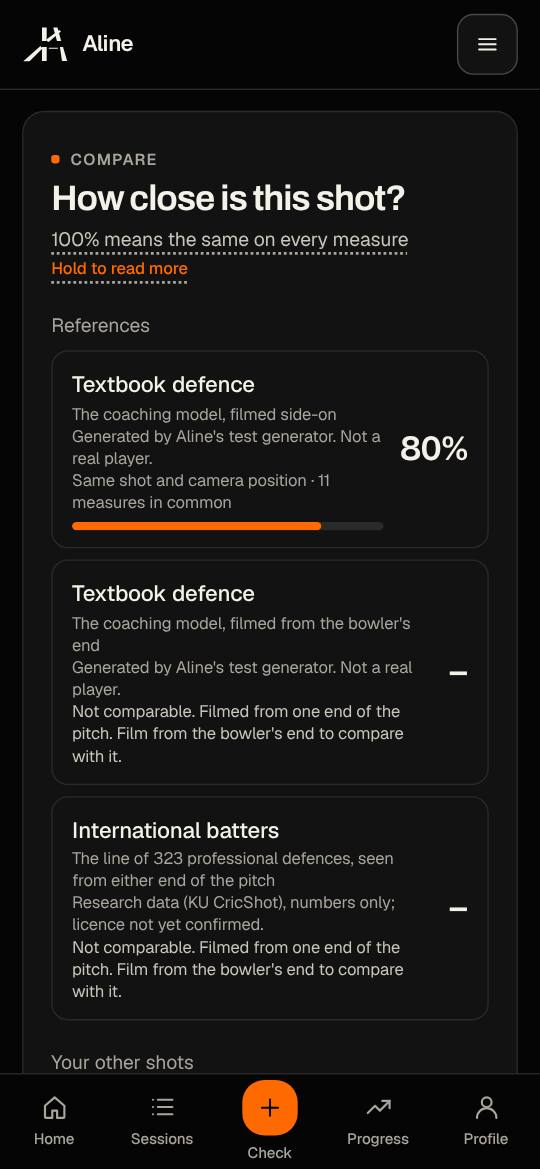 Aline
COMPARE
How close is this shot?
100% means the same on every measure
Hold to read more
References
Textbook defence
The coaching model, filmed side-on
Generated by Aline's test generator. Not a
real player.
Same shot and camera position · 11
measures in common
80%
Textbook defence
The coaching model, filmed from the bowler's
end
Generated by Aline's test generator. Not a real
player.
Not comparable. Filmed from one end of the
pitch. Film from the bowler's end to compare
with it.
–
International batters
The line of 323 professional defences, seen
from either end of the pitch
Research data (KU CricShot), numbers only;
licence not yet confirmed.
Not comparable. Filmed from one end of the
pitch. Film from the bowler's end to compare
with it.
–
Your other shots
Home
Sessions
Check
Progress
Profile